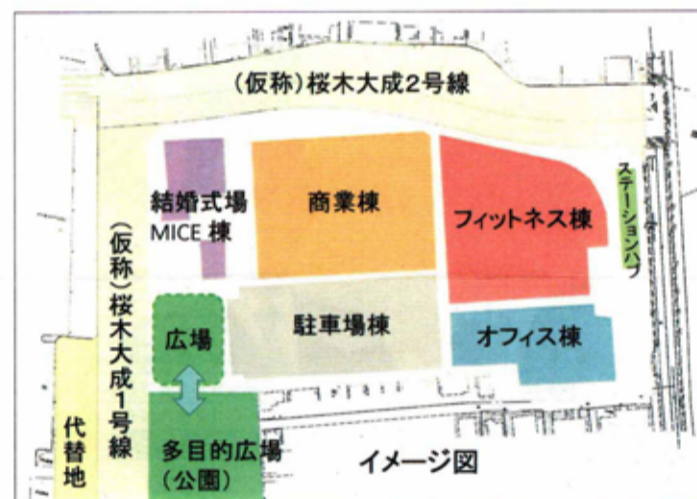 (仮称)桜木大成2号線
結婚式場
MICE 棟
商業棟
フィットネス棟
ステーションハブ
(仮称)桜木大成1号線
広場
駐車場棟
オフィス棟
代替地
多目的広場
(公園)
イメージ図